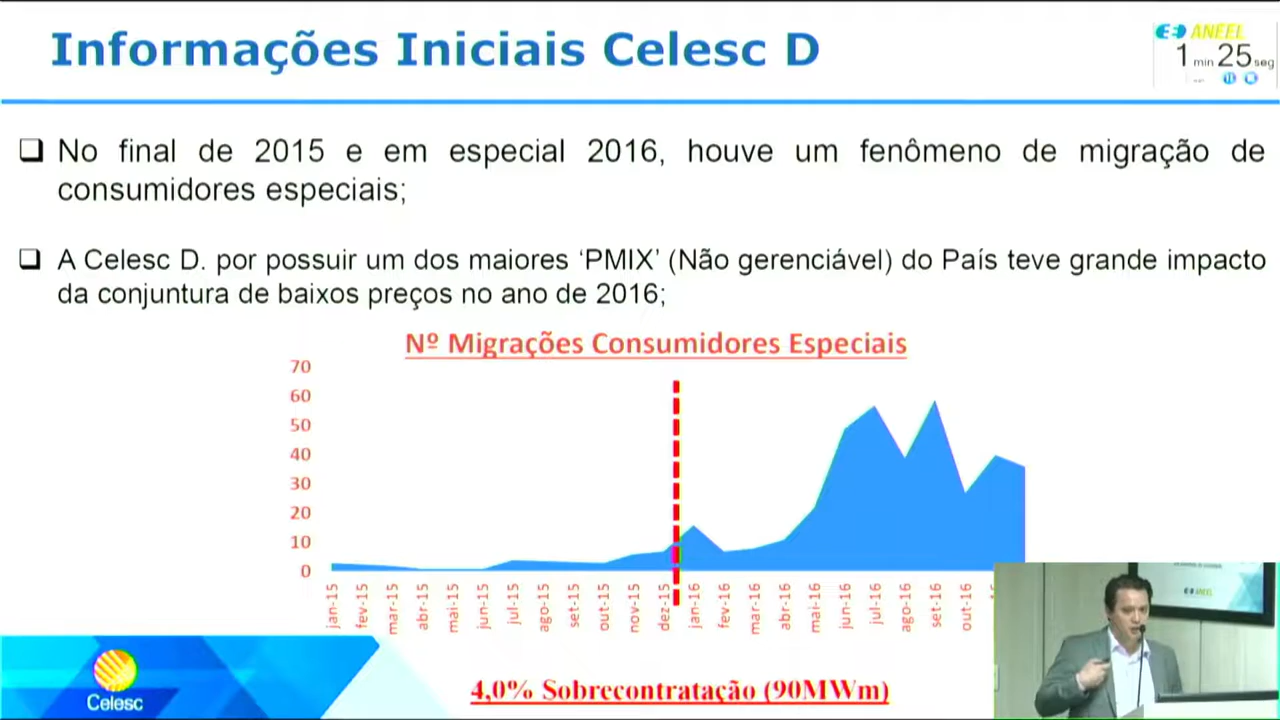 Informações Iniciais Celesc D
ANEEL
1 min 25 seg
❑ No final de 2015 e em especial 2016, houve um fenômeno de migração de
consumidores especiais;
❑ A Celesc D. por possuir um dos maiores ‘PMIX’ (Não gerenciável) do País teve grande impacto
da conjuntura de baixos preços no ano de 2016;
Nº Migrações Consumidores Especiais
70
60
50
40
30
20
10
0
jan-15
fev-15
mar-15
abr-15
mai-15
jun-15
jul-15
ago-15
set-15
out-15
nov-15
dez-15
jan-16
fev-16
mar-16
abr-16
mai-16
jun-16
jul-16
ago-16
set-16
out-16
ANEEL
Celesc
4,0% Sobrecontratação (90MWm)